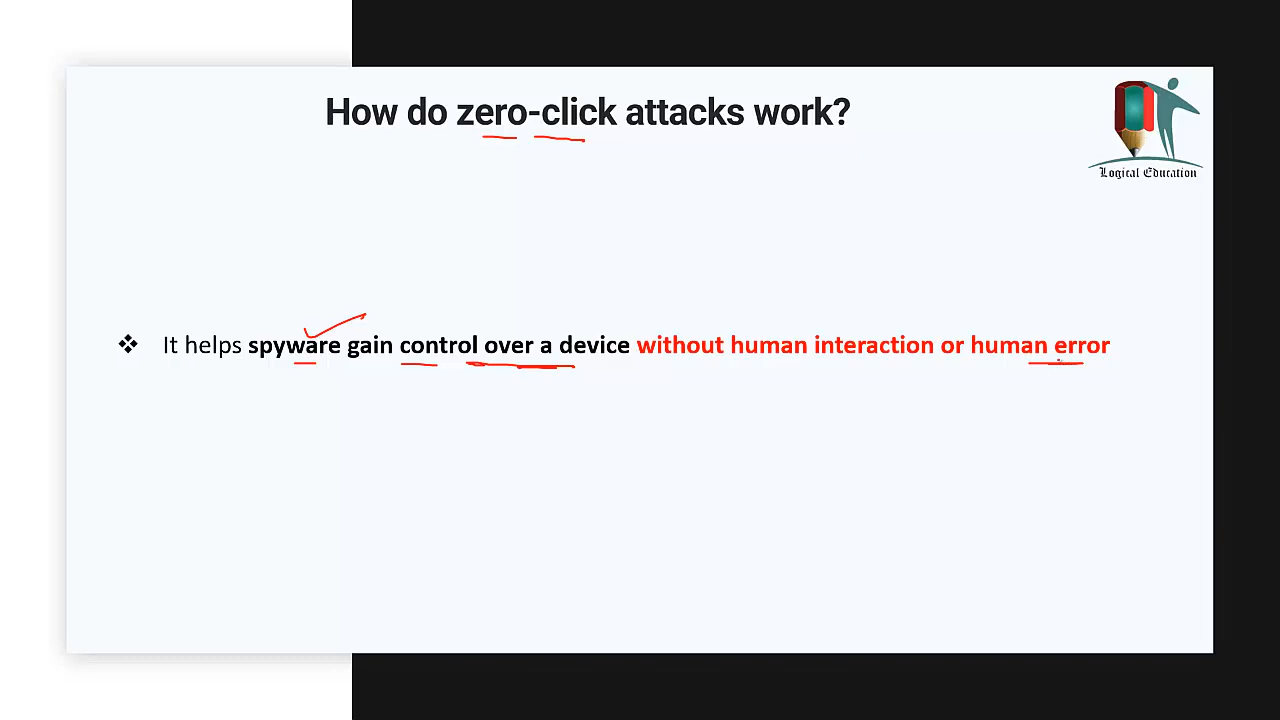 How do zero-click attacks work?
Logical Education
❖ It helps spyware gain control over a device without human interaction or human error